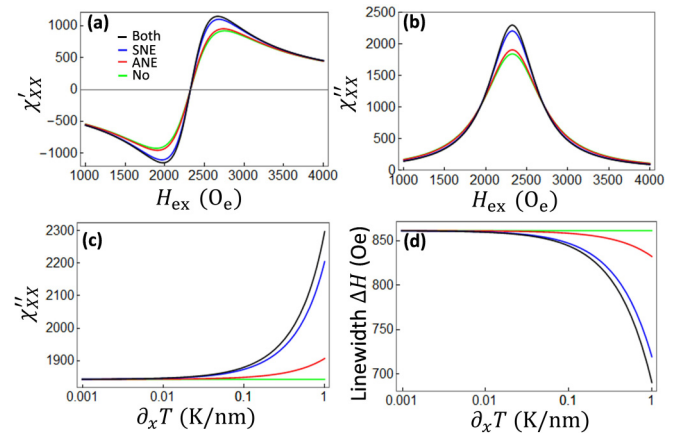 (a)
Both
SNE
ANE
No
1000
500
0
−500
−1000
χ′XX
1000 1500 2000 2500 3000 3500 4000
Hex (Oe)
(b)
2500
2000
1500
1000
500
0
χ″XX
1000 1500 2000 2500 3000 3500 4000
Hex (Oe)
(c)
2300
2200
2100
2000
1900
χ″XX
0.001 0.01 0.1 1
∂xT (K/nm)
(d)
850
800
750
700
Linewidth ΔH (Oe)
0.001 0.01 0.1 1
∂xT (K/nm)